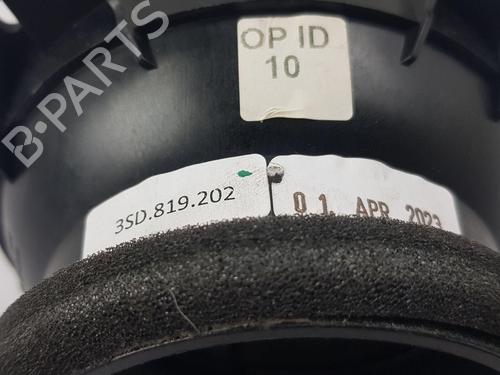 OP ID
10
3SD.819.202
01. APR. 2023
B-PARTS